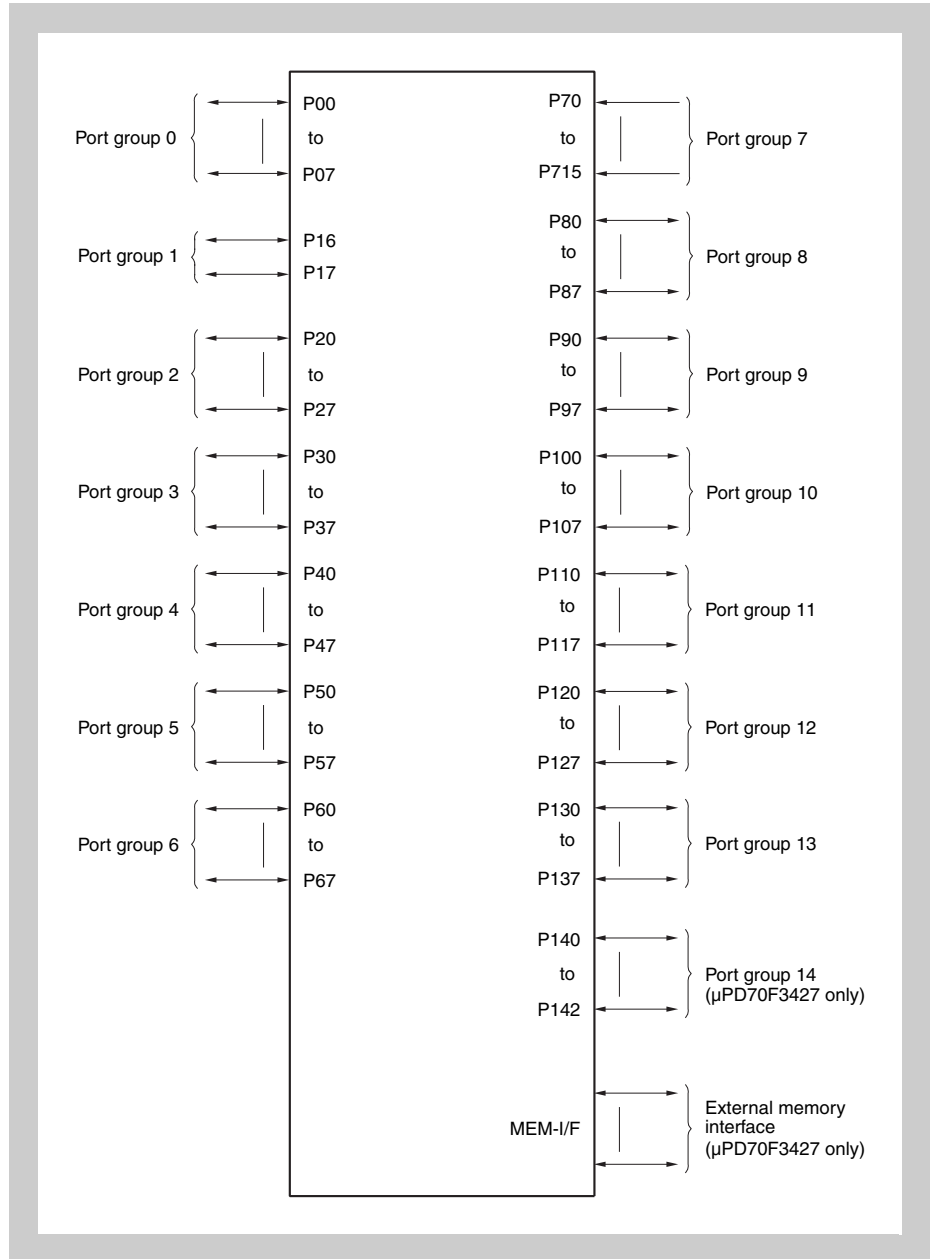 Port group 0
P00
to
P07
Port group 1
P16
P17
Port group 2
P20
to
P27
Port group 3
P30
to
P37
Port group 4
P40
to
P47
Port group 5
P50
to
P57
Port group 6
P60
to
P67
P70
to
P715
Port group 7
P80
to
P87
Port group 8
P90
to
P97
Port group 9
P100
to
P107
Port group 10
P110
to
P117
Port group 11
P120
to
P127
Port group 12
P130
to
P137
Port group 13
P140
to
P142
Port group 14
(µPD70F3427 only)
MEM-I/F
External memory
interface
(µPD70F3427 only)